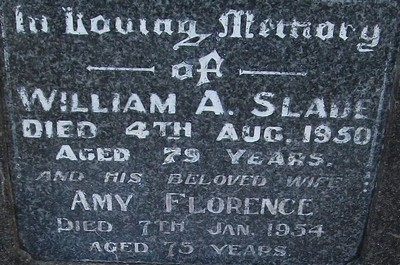 In Loving Memory
of
WILLIAM A. SLADE
DIED 4TH AUG. 1950
AGED 79 YEARS.
AND HIS BELOVED WIFE
AMY FLORENCE
DIED 7TH JAN. 1954
AGED 75 YEARS.